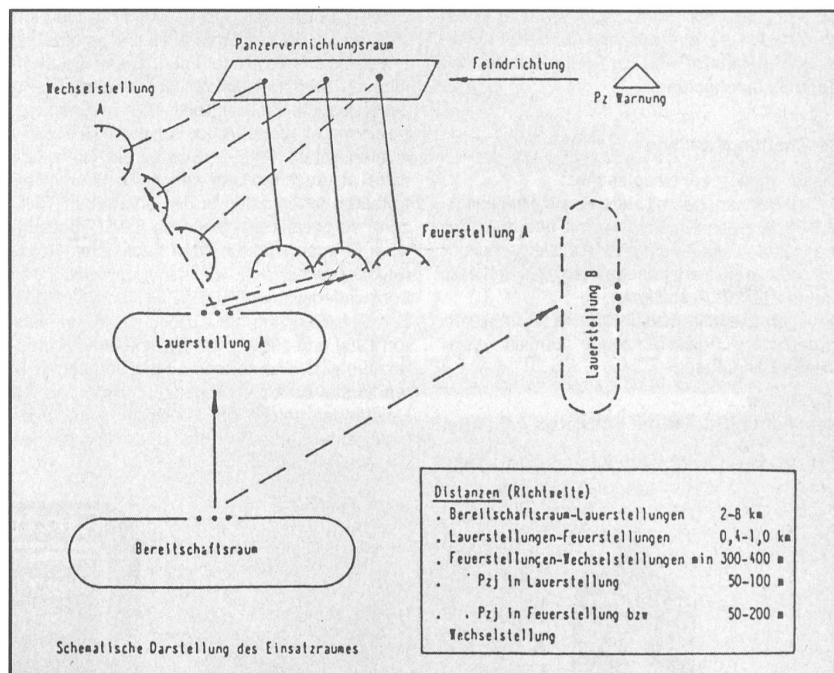 Panzervernichtungsraum
Feindrichtung
Pz Warnung
Wechselstellung
A
Feuerstellung A
Lauerstellung B
Lauerstellung A
Bereitschaftsraum
Distanzen (Richtwelte)
. Bereitschaftsraum-Lauerstellungen 2-8 km
. Lauerstellungen-Feuerstellungen 0,4-1,0 km
. Feuerstellungen-Wechselstellungen min 300-400 m
. Pzj in Lauerstellung 50-100 m
. . Pzj in Feuerstellung bzw 50-200 m
Wechselstellung
Schematische Darstellung des Einsatzraumes